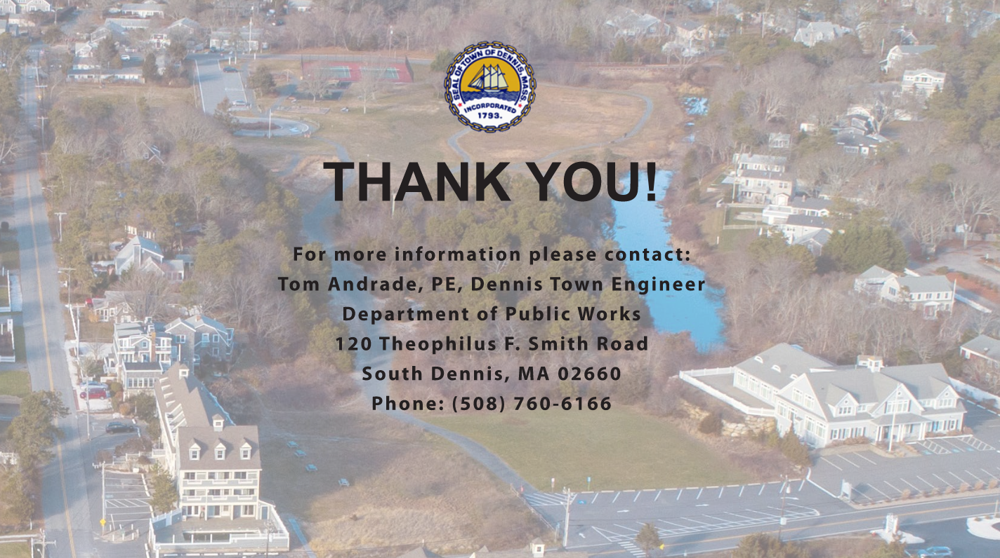 SEAL OF TOWN OF DENNIS, MASS.
INCORPORATED
1793.
THANK YOU!
For more information please contact:
Tom Andrade, PE, Dennis Town Engineer
Department of Public Works
120 Theophilus F. Smith Road
South Dennis, MA 02660
Phone: (508) 760-6166